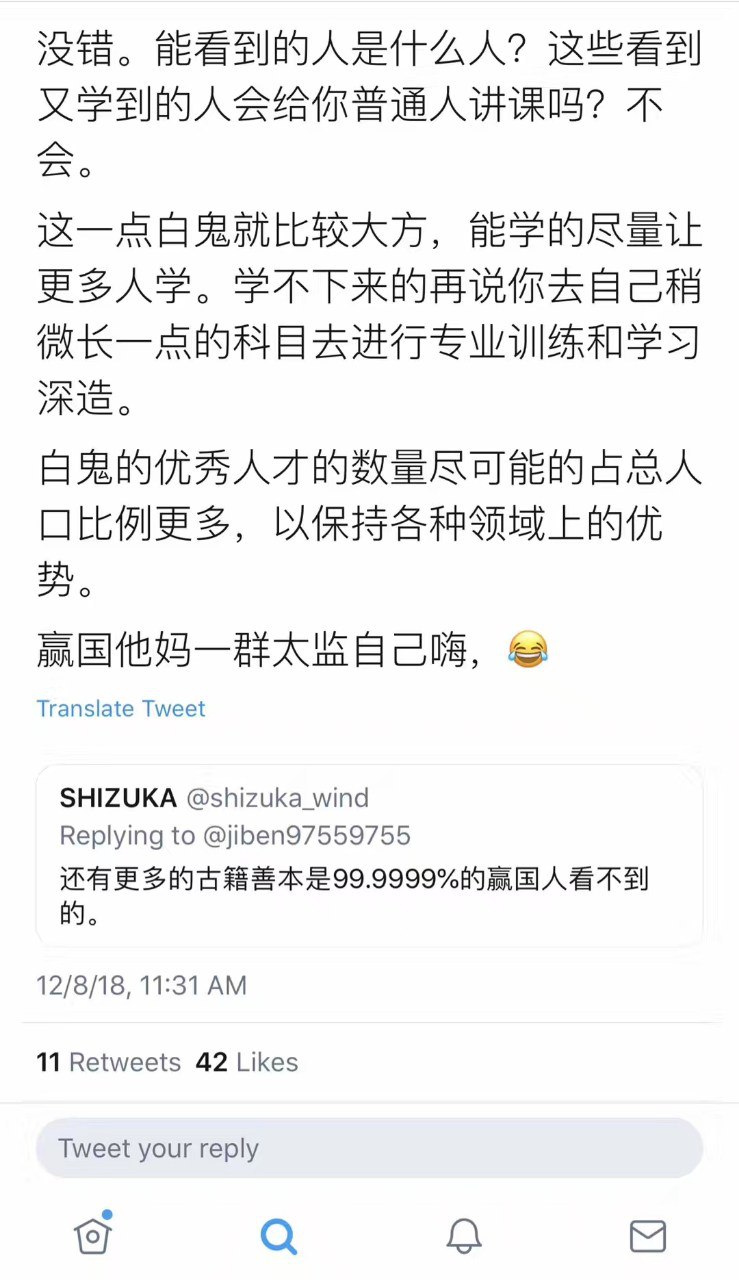 没错。能看到的人是什么人？这些看到
又学到的人会给你普通人讲课吗？不
会。
这一点白鬼就比较大方，能学的尽量让
更多人学。学不下来的再说你去自己稍
微长一点的科目去进行专业训练和学习
深造。
白鬼的优秀人才的数量尽可能的占总人
口比例更多，以保持各种领域上的优
势。
赢国他妈一群太监自己嗨，😂
Translate Tweet
SHIZUKA @shizuka_wind
Replying to @jiben97559755
还有更多的古籍善本是99.9999%的赢国人看不到
的。
12/8/18, 11:31 AM
11 Retweets 42 Likes
Tweet your reply